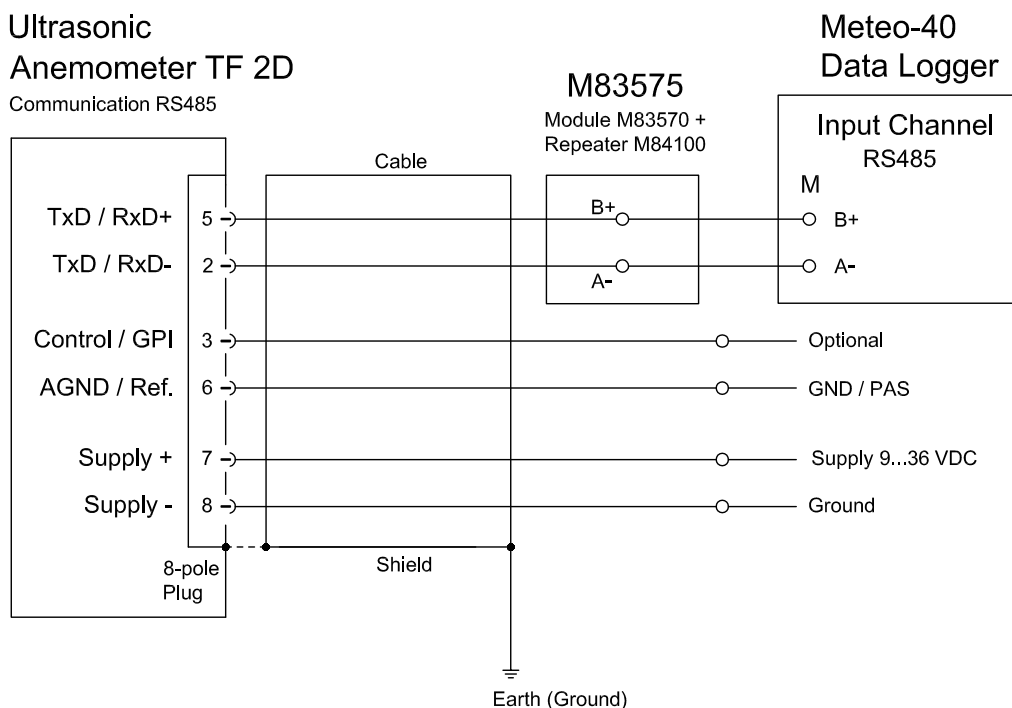 Ultrasonic
Anemometer TF 2D
Communication RS485
M83575
Module M83570 +
Repeater M84100
Meteo-40
Data Logger
Input Channel
RS485
M
Cable
TxD / RxD+ 5 B+ B+
TxD / RxD- 2 A- A-
Control / GPI 3 Optional
AGND / Ref. 6 GND / PAS
Supply + 7 Supply 9...36 VDC
Supply - 8 Ground
8-pole
Plug
Shield
Earth (Ground)